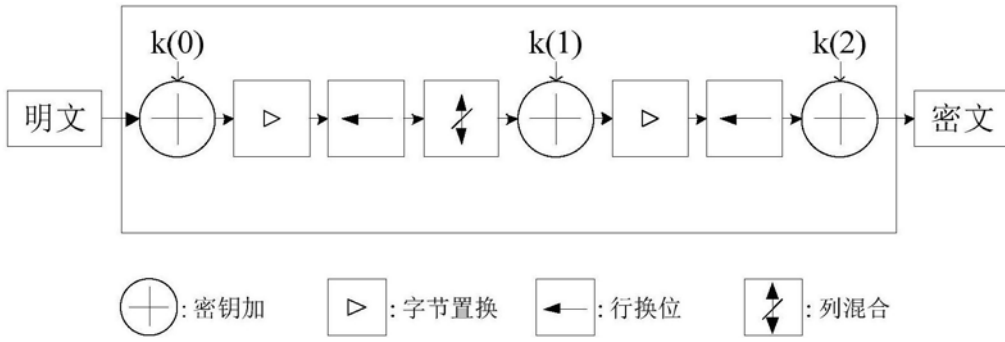 k(0) k(1) k(2)
明文 密文
: 密钥加 : 字节置换 : 行换位 : 列混合